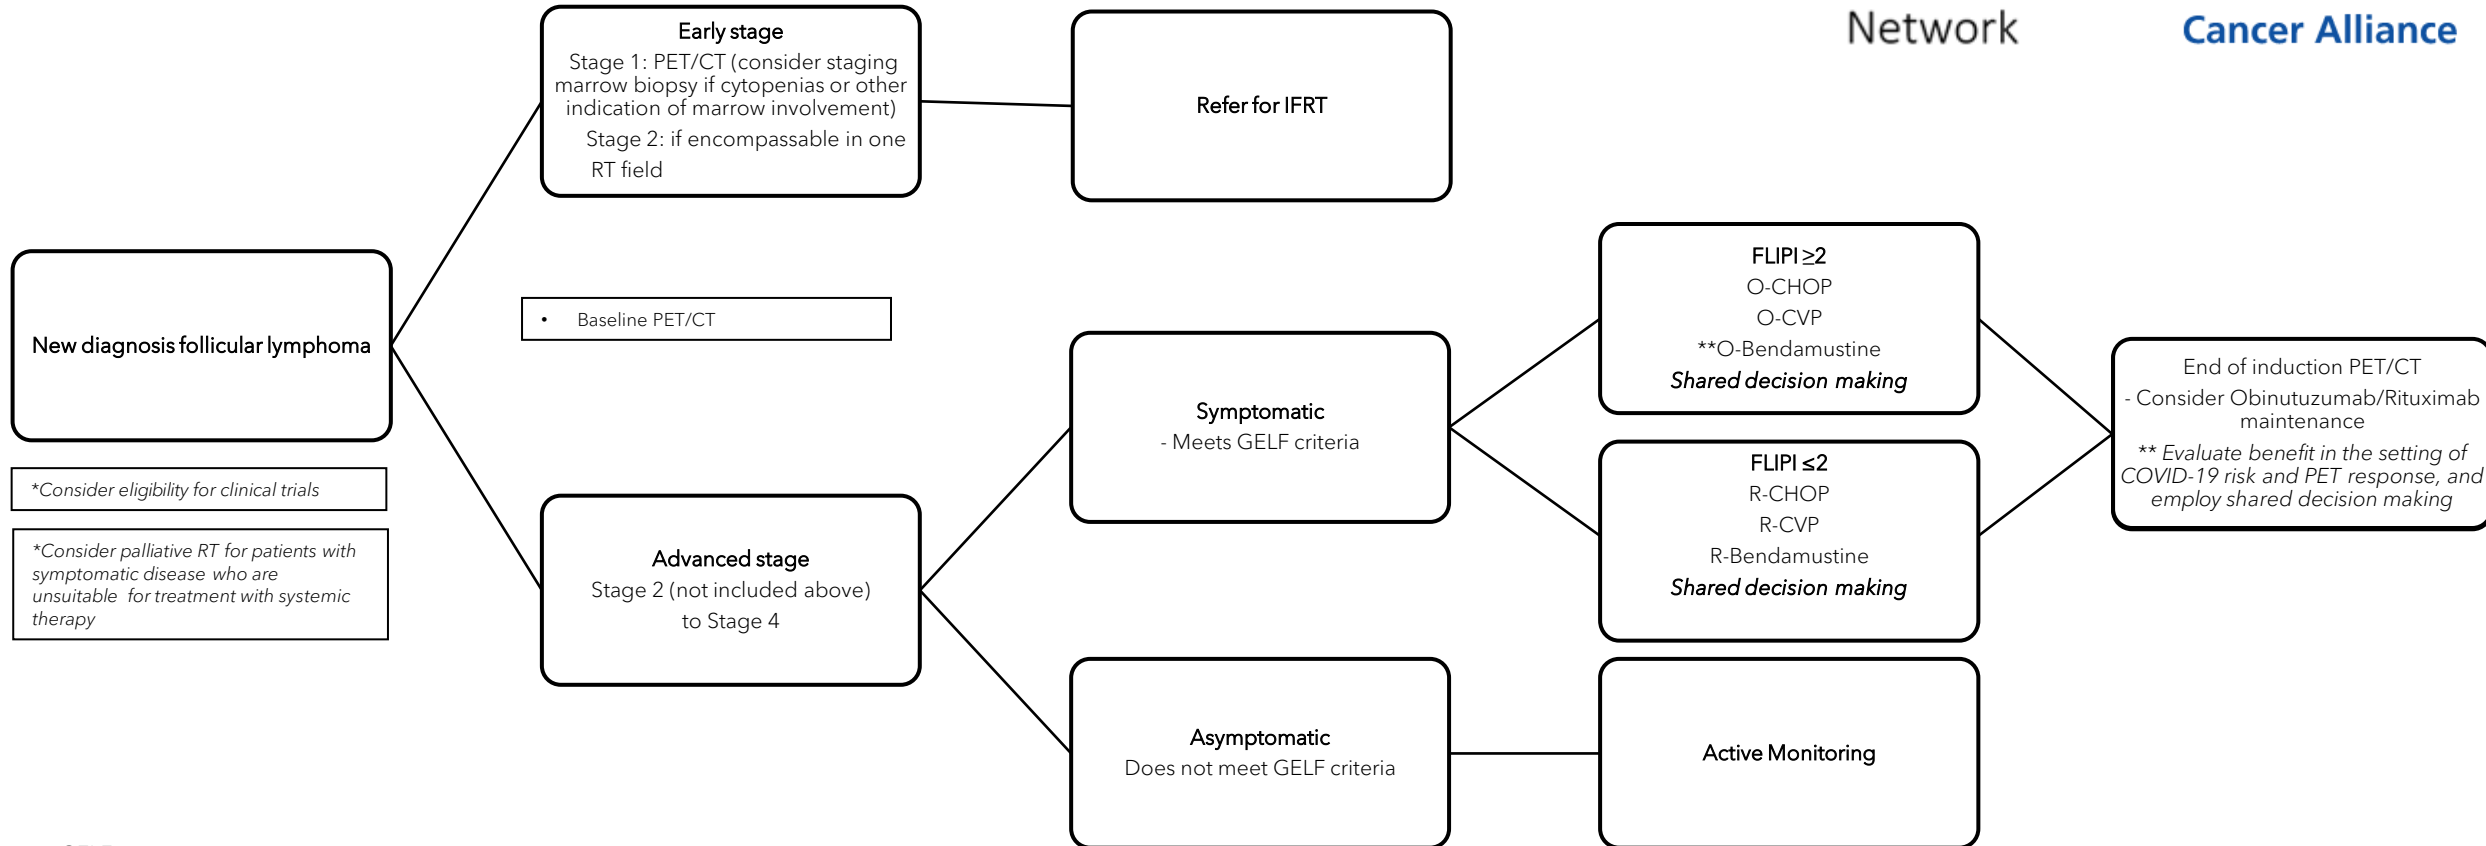 Network
Cancer Alliance
Early stage
Stage 1: PET/CT (consider staging
marrow biopsy if cytopenias or other
indication of marrow involvement)
Stage 2: if encompassable in one
RT field
Refer for IFRT
New diagnosis follicular lymphoma
• Baseline PET/CT
*Consider eligibility for clinical trials
*Consider palliative RT for patients with
symptomatic disease who are
unsuitable for treatment with systemic
therapy
Advanced stage
Stage 2 (not included above)
to Stage 4
Symptomatic
- Meets GELF criteria
Asymptomatic
Does not meet GELF criteria
FLIPI ≥2
O-CHOP
O-CVP
**O-Bendamustine
Shared decision making
FLIPI ≤2
R-CHOP
R-CVP
R-Bendamustine
Shared decision making
Active Monitoring
End of induction PET/CT
- Consider Obinutuzumab/Rituximab
maintenance
** Evaluate benefit in the setting of
COVID-19 risk and PET response, and
employ shared decision making